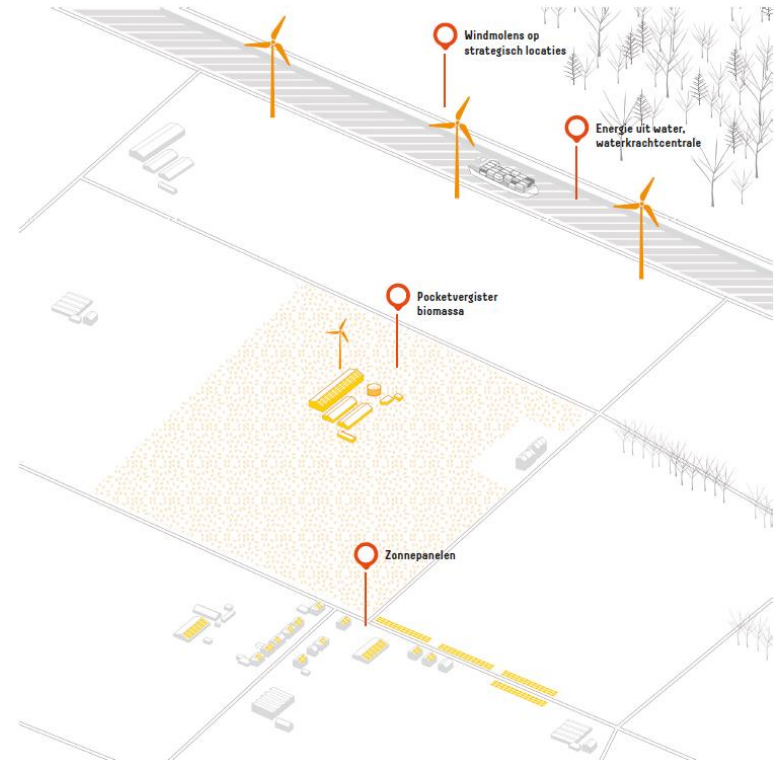 Windmolens op
strategisch locaties
Energie uit water,
waterkrachtcentrale
Pocketvergister
biomassa
Zonnepanelen